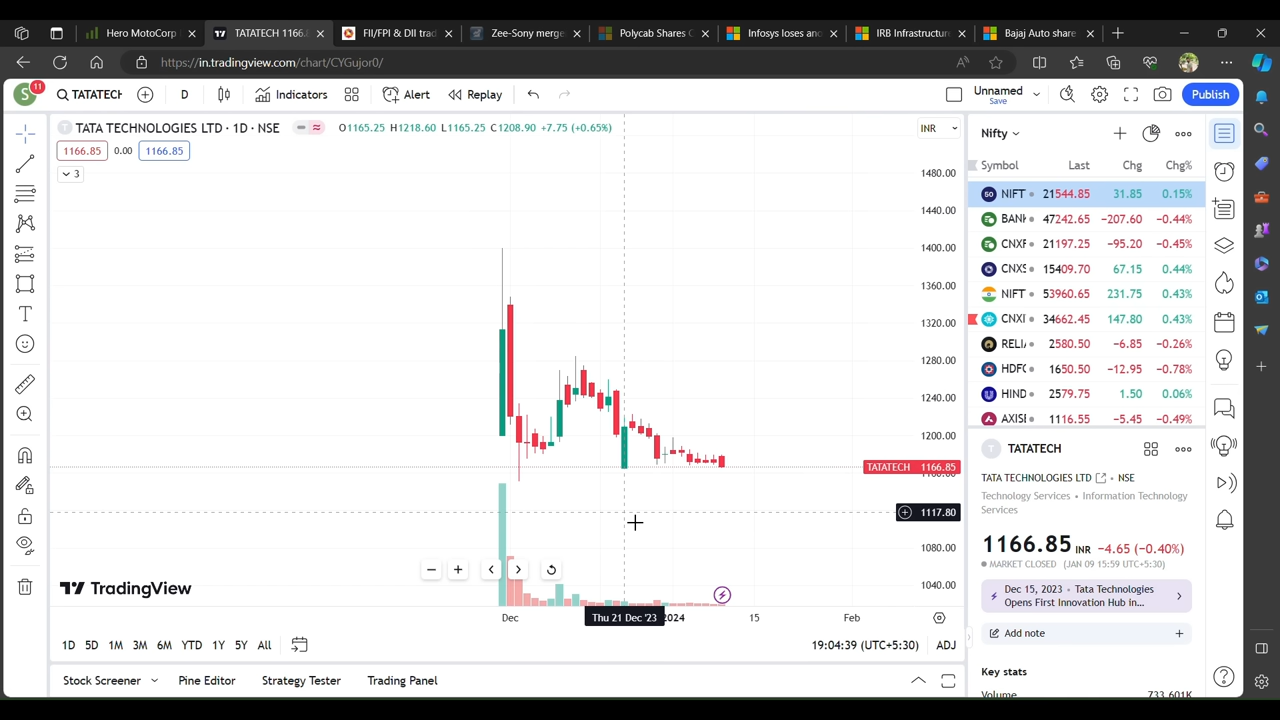 Hero MotoCorp
TATATECH 1166.
FII/FPI & DII trad
Zee-Sony merge
Polycab Shares
Infosys loses an
IRB Infrastructur
Bajaj Auto share
https://in.tradingview.com/chart/CYGujor0/
S
11
TATATECH
D
Indicators
Alert
Replay
Unnamed
Save
Publish
TATA TECHNOLOGIES LTD · 1D · NSE
O1165.25 H1218.60 L1165.25 C1208.90 +7.75 (+0.65%)
INR
1166.85
0.00
1166.85
3
1480.00
1440.00
1400.00
1360.00
1320.00
1280.00
1240.00
1200.00
TATATECH 1166.85
1117.80
1080.00
1040.00
TradingView
Dec
Thu 21 Dec '23
2024
15
Feb
1D
5D
1M
3M
6M
YTD
1Y
5Y
All
19:04:39 (UTC+5:30)
ADJ
Stock Screener
Pine Editor
Strategy Tester
Trading Panel
Nifty
Symbol Last Chg Chg%
NIFT 21544.85 31.85 0.15%
BANK 47242.65 −207.60 −0.44%
CNXF 21197.25 −95.20 −0.45%
CNXS 15409.70 67.15 0.44%
NIFT 53960.65 231.75 0.43%
CNXI 34662.45 147.80 0.43%
RELI 2580.50 −6.85 −0.26%
HDFC 1650.50 −12.95 −0.78%
HIND 2579.75 1.50 0.06%
AXISI 1116.55 −5.45 −0.49%
TATATECH
TATA TECHNOLOGIES LTD • NSE
Technology Services • Information Technology
Services
1166.85 INR −4.65 (−0.40%)
MARKET CLOSED (JAN 09 15:59 UTC+5:30)
Dec 15, 2023 • Tata Technologies
Opens First Innovation Hub in...
Add note
Key stats
Volume 733.601K